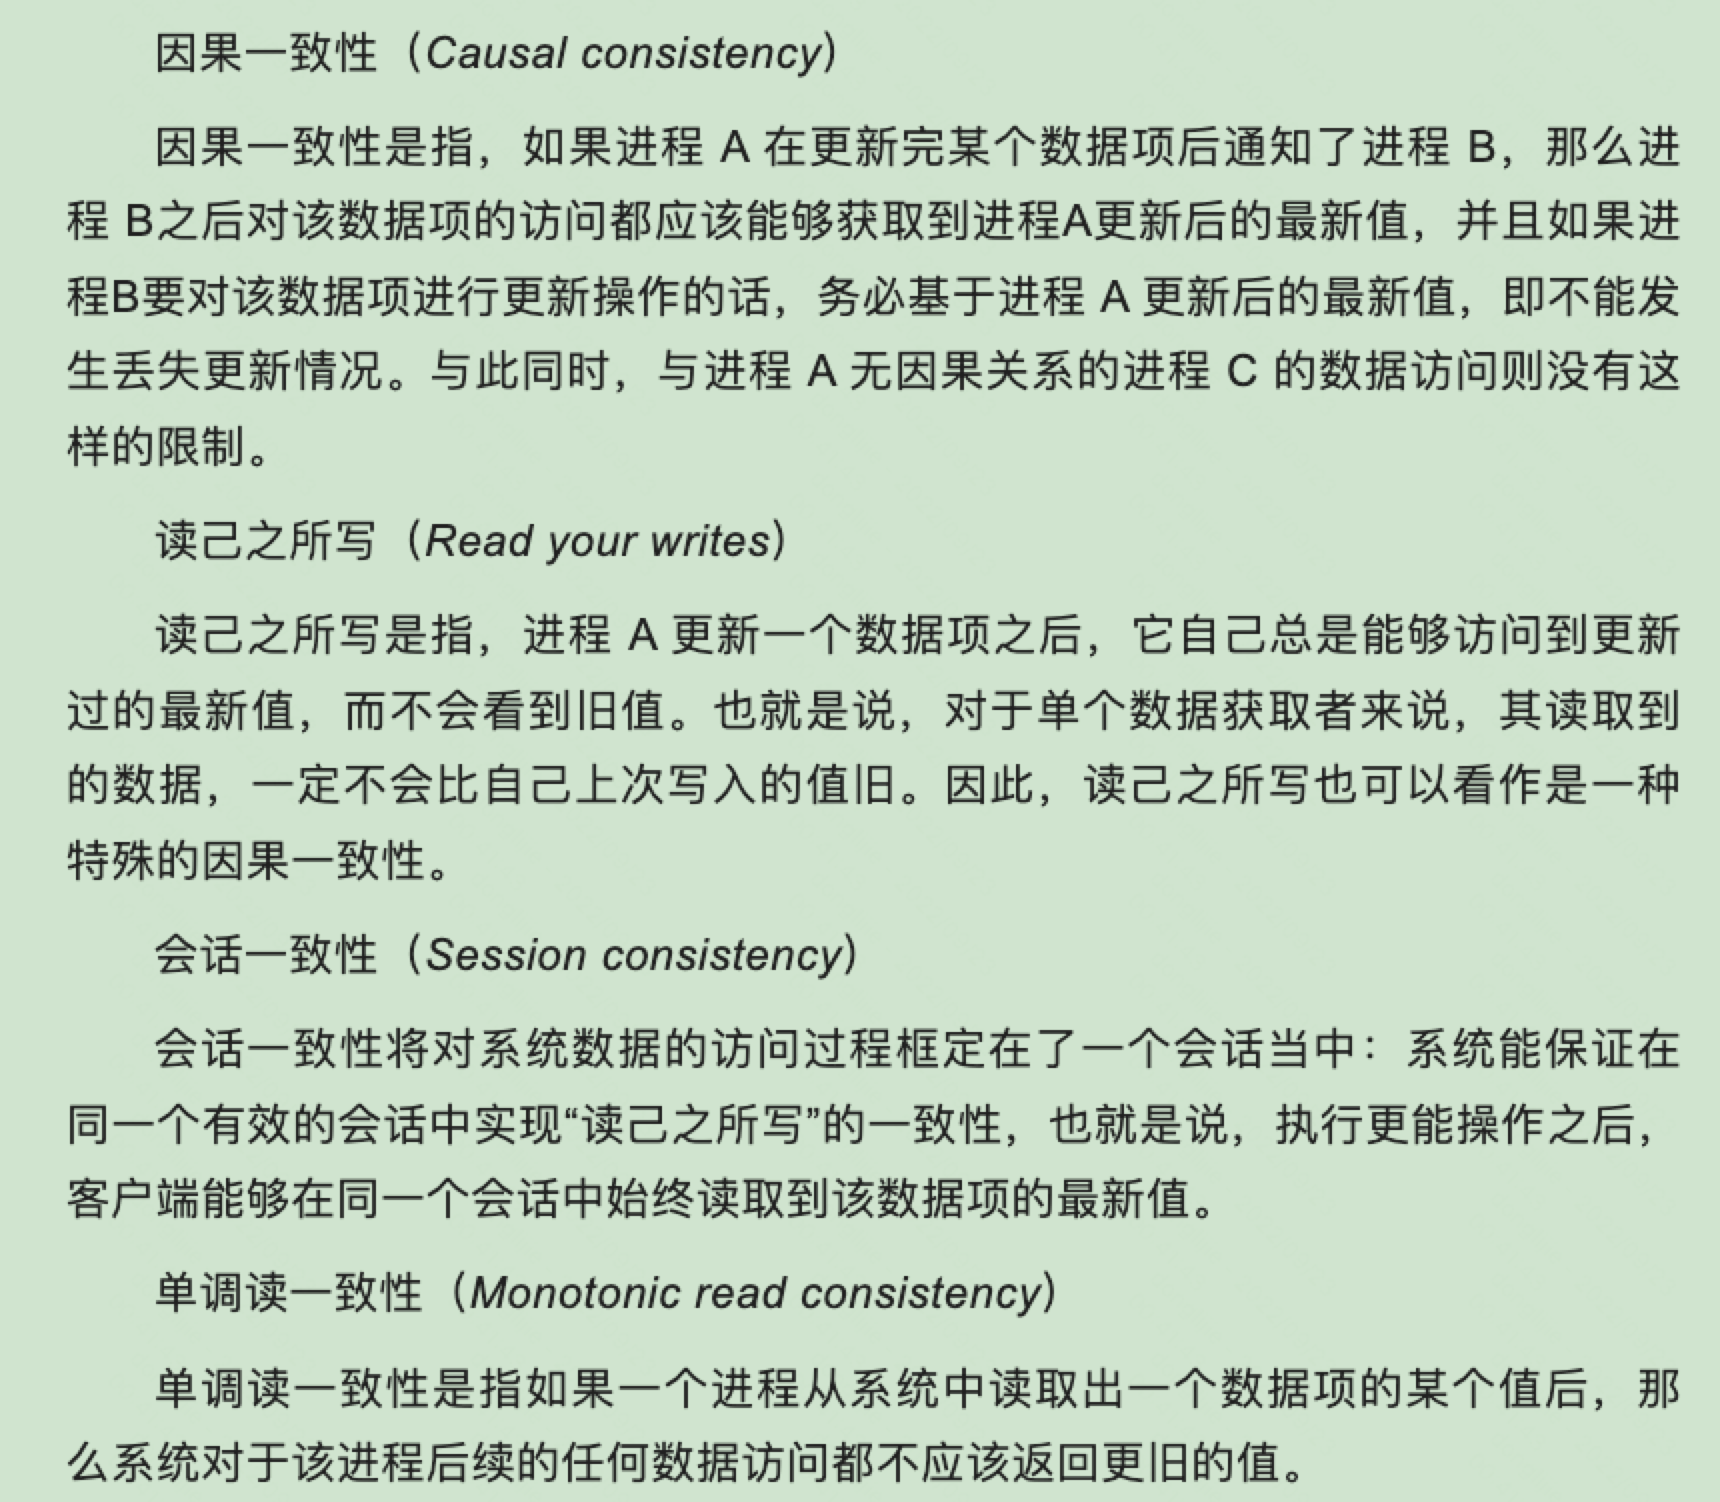 因果一致性（Causal consistency）
因果一致性是指，如果进程 A 在更新完某个数据项后通知了进程 B，那么进
程 B之后对该数据项的访问都应该能够获取到进程A更新后的最新值，并且如果进
程B要对该数据项进行更新操作的话，务必基于进程 A 更新后的最新值，即不能发
生丢失更新情况。与此同时，与进程 A 无因果关系的进程 C 的数据访问则没有这
样的限制。
读己之所写（Read your writes）
读己之所写是指，进程 A 更新一个数据项之后，它自己总是能够访问到更新
过的最新值，而不会看到旧值。也就是说，对于单个数据获取者来说，其读取到
的数据，一定不会比自己上次写入的值旧。因此，读己之所写也可以看作是一种
特殊的因果一致性。
会话一致性（Session consistency）
会话一致性将对系统数据的访问过程框定在了一个会话当中：系统能保证在
同一个有效的会话中实现“读己之所写”的一致性，也就是说，执行更能操作之后，
客户端能够在同一个会话中始终读取到该数据项的最新值。
单调读一致性（Monotonic read consistency）
单调读一致性是指如果一个进程从系统中读取出一个数据项的某个值后，那
么系统对于该进程后续的任何数据访问都不应该返回更旧的值。